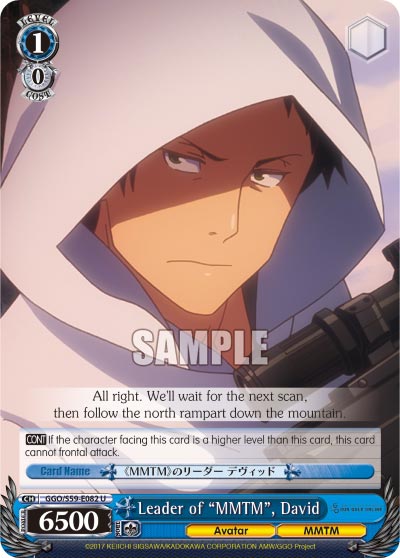 LEVEL
1
0
COST
SAMPLE
All right. We'll wait for the next scan,
then follow the north rampart down the mountain.
CONT If the character facing this card is a higher level than this card, this card
cannot frontal attack.
Card Name 《MMTM》のリーダー デヴィッド
CH GGO/S59-E082 U
POWER 6500 SOUL Leader of “MMTM”, David
Avatar MMTM
©2017 KEIICHI SIGSAWA/KADOKAWA CORPORATION AMW/GGO Project